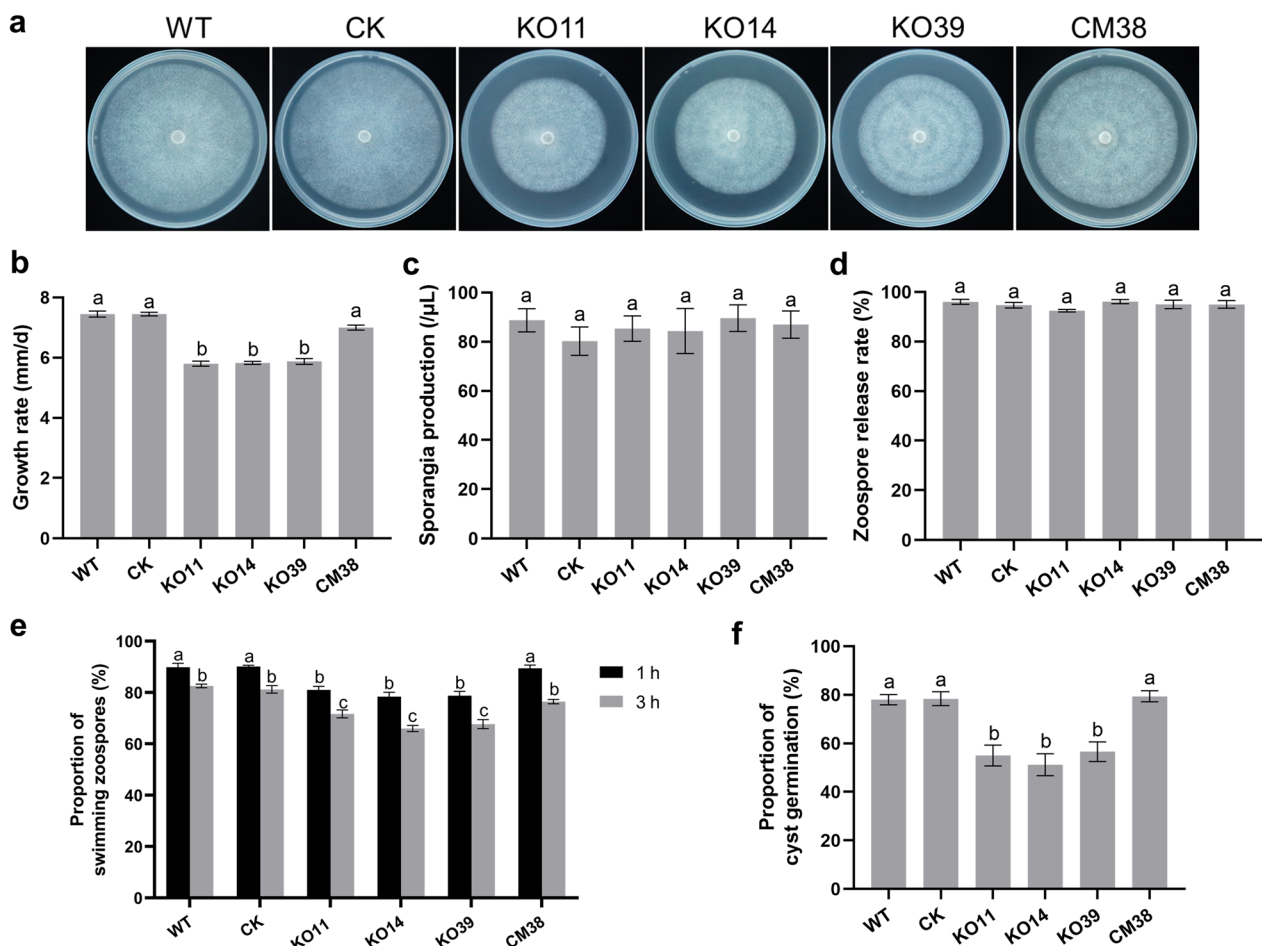 a
WT CK KO11 KO14 KO39 CM38
b
Growth rate (mm/d)
8
6
4
2
0
a a b b b a
WT CK KO11 KO14 KO39 CM38
c
Sporangia production (/μL)
100
80
60
40
20
0
a a a a a a
WT CK KO11 KO14 KO39 CM38
d
Zoospore release rate (%)
100
80
60
40
20
0
a a a a a a
WT CK KO11 KO14 KO39 CM38
e
Proportion of
swimming zoospores (%)
100
80
60
40
20
0
a b a b b c b c b c a b
1 h
3 h
WT CK KO11 KO14 KO39 CM38
f
Proportion of
cyst germination (%)
100
80
60
40
20
0
a a b b b a
WT CK KO11 KO14 KO39 CM38